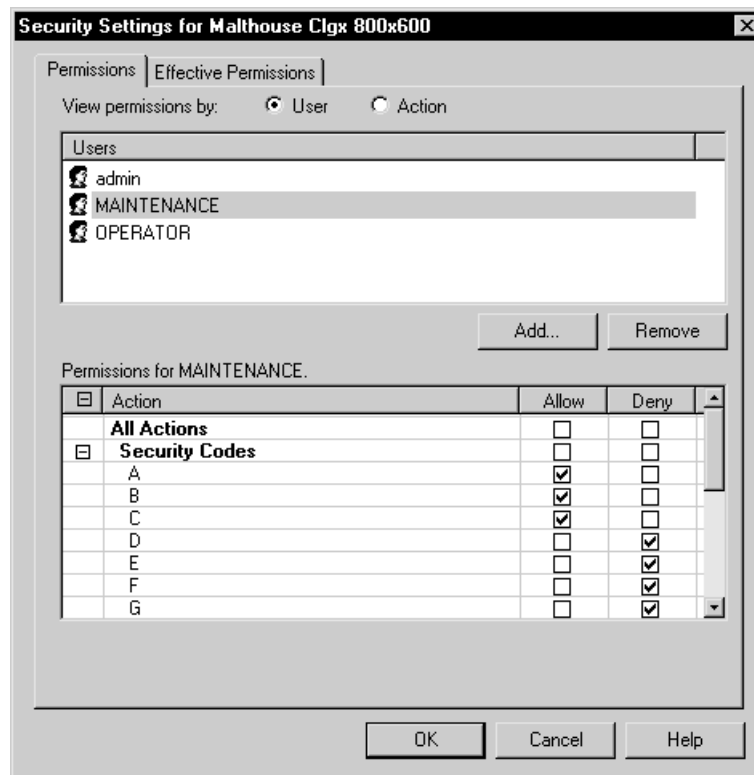 Security Settings for Malthouse Clgx 800x600
Permissions Effective Permissions
View permissions by: User Action
Users
admin
MAINTENANCE
OPERATOR
Add... Remove
Permissions for MAINTENANCE.
Action Allow Deny
All Actions
Security Codes
A
B
C
D
E
F
G
OK Cancel Help